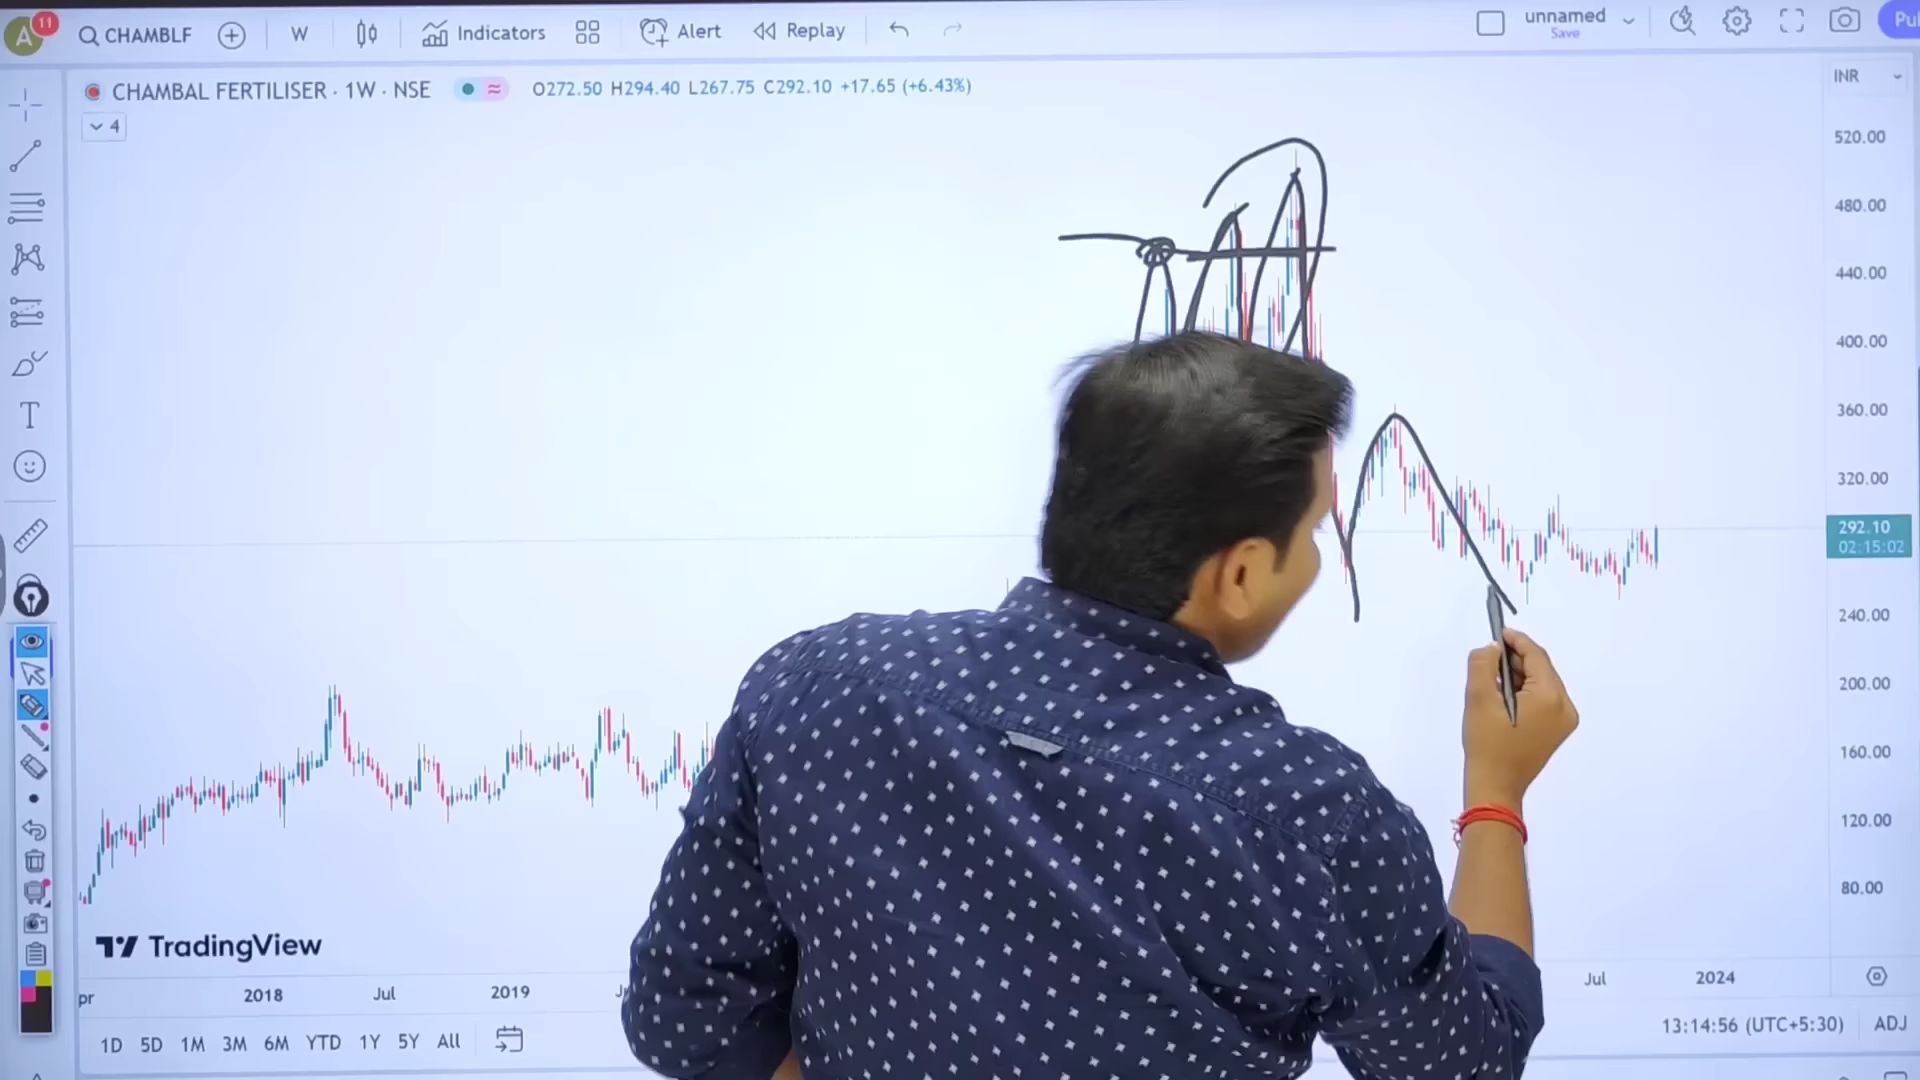 A 11 CHAMBLF W Indicators Alert Replay unnamed
Save
CHAMBAL FERTILISER · 1W · NSE O272.50 H294.40 L267.75 C292.10 +17.65 (+6.43%) INR
4
520.00
480.00
440.00
400.00
360.00
320.00
292.10
02:15:02
240.00
200.00
160.00
120.00
80.00
TradingView
pr 2018 Jul 2019 Jul 2024
1D 5D 1M 3M 6M YTD 1Y 5Y All 13:14:56 (UTC+5:30) ADJ